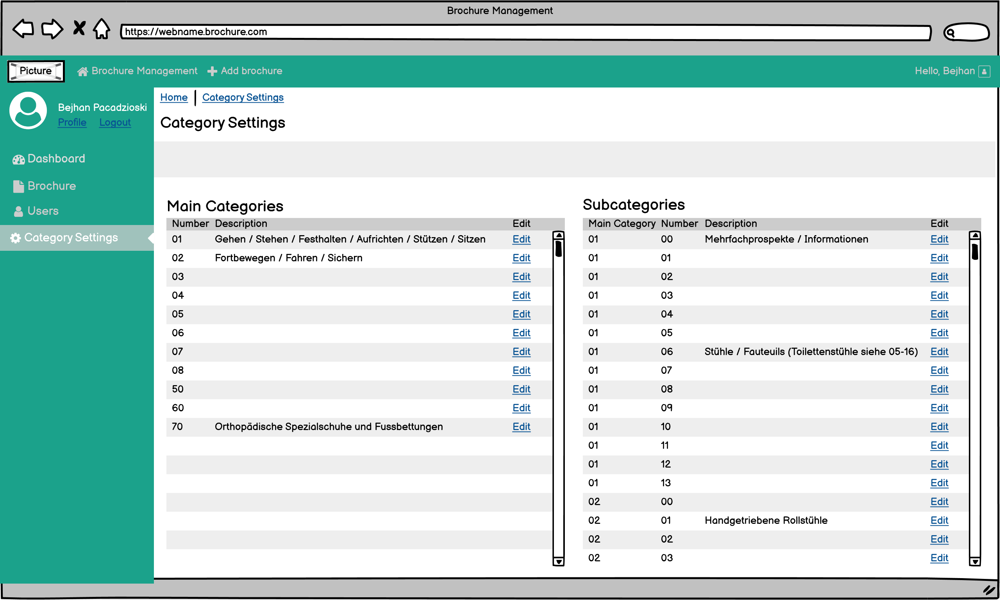 Brochure Management
https://webname.brochure.com
Picture Brochure Management Add brochure Hello, Bejhan
Bejhan Pacadzioski
Profile Logout
Dashboard
Brochure
Users
Category Settings
Home Category Settings
Category Settings
Main Categories
Number Description Edit
01 Gehen / Stehen / Festhalten / Aufrichten / Stützen / Sitzen Edit
02 Fortbewegen / Fahren / Sichern Edit
03 Edit
04 Edit
05 Edit
06 Edit
07 Edit
08 Edit
50 Edit
60 Edit
70 Orthopädische Spezialschuhe und Fussbettungen Edit
Subcategories
Main Category Number Description Edit
01 00 Mehrfachprospekte / Informationen Edit
01 01 Edit
01 02 Edit
01 03 Edit
01 04 Edit
01 05 Edit
01 06 Stühle / Fauteuils (Toilettenstühle siehe 05-16) Edit
01 07 Edit
01 08 Edit
01 09 Edit
01 10 Edit
01 11 Edit
01 12 Edit
01 13 Edit
02 00 Edit
02 01 Handgetriebene Rollstühle Edit
02 02 Edit
02 03 Edit